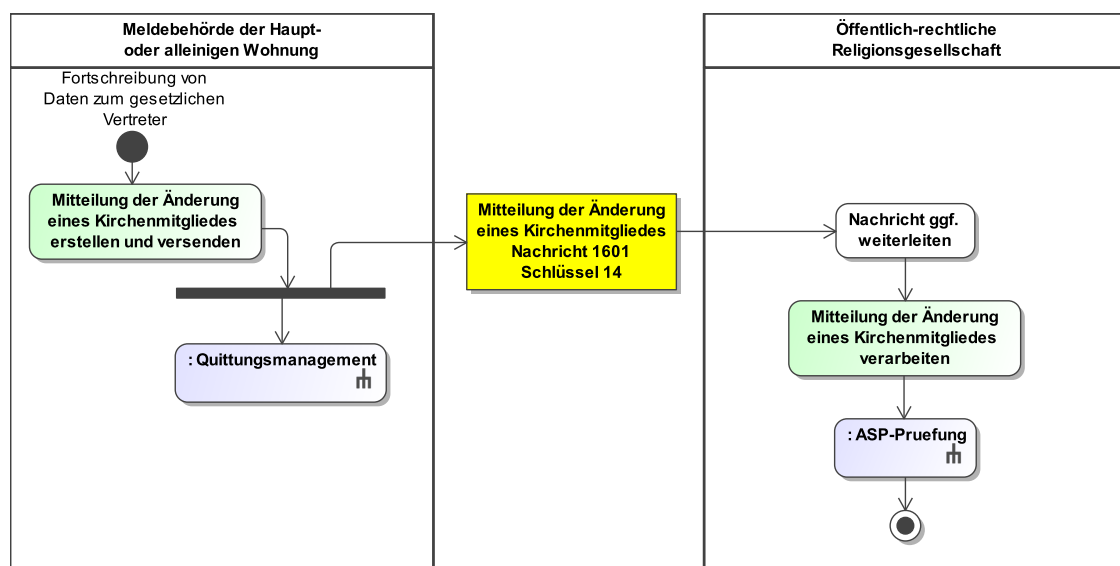 Meldebehörde der Haupt-
oder alleinigen Wohnung
Fortschreibung von
Daten zum gesetzlichen
Vertreter
Mitteilung der Änderung
eines Kirchenmitgliedes
erstellen und versenden
: Quittungsmanagement
Mitteilung der Änderung
eines Kirchenmitgliedes
Nachricht 1601
Schlüssel 14
Öffentlich-rechtliche
Religionsgesellschaft
Nachricht ggf.
weiterleiten
Mitteilung der Änderung
eines Kirchenmitgliedes
verarbeiten
: ASP-Pruefung